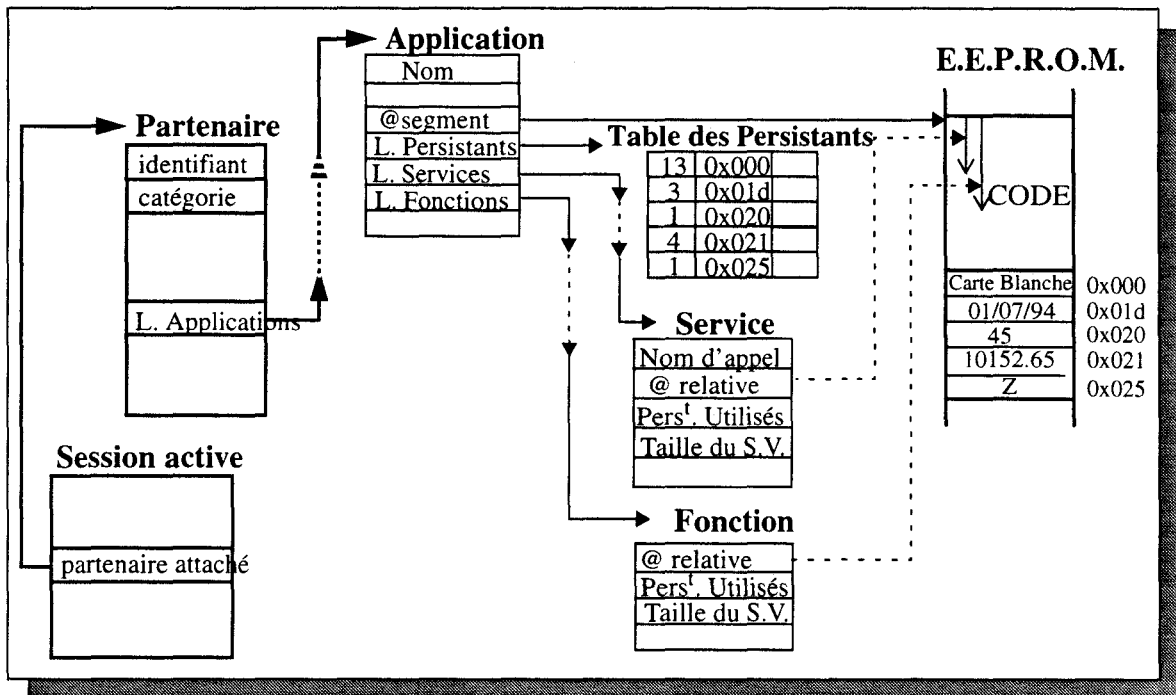 Application
Nom
@segment
L. Persistants
L. Services
L. Fonctions
E.E.P.R.O.M.
CODE
Carte Blanche 0x000
01/07/94 0x01d
45 0x020
10152.65 0x021
Z 0x025
Partenaire
identifiant
catégorie
L. Applications
Table des Persistants
13 0x000
3 0x01d
1 0x020
4 0x021
1 0x025
Service
Nom d'appel
@ relative
Pers^t. Utilisés
Taille du S.V.
Session active
partenaire attaché
Fonction
@ relative
Pers^t. Utilisés
Taille du S.V.